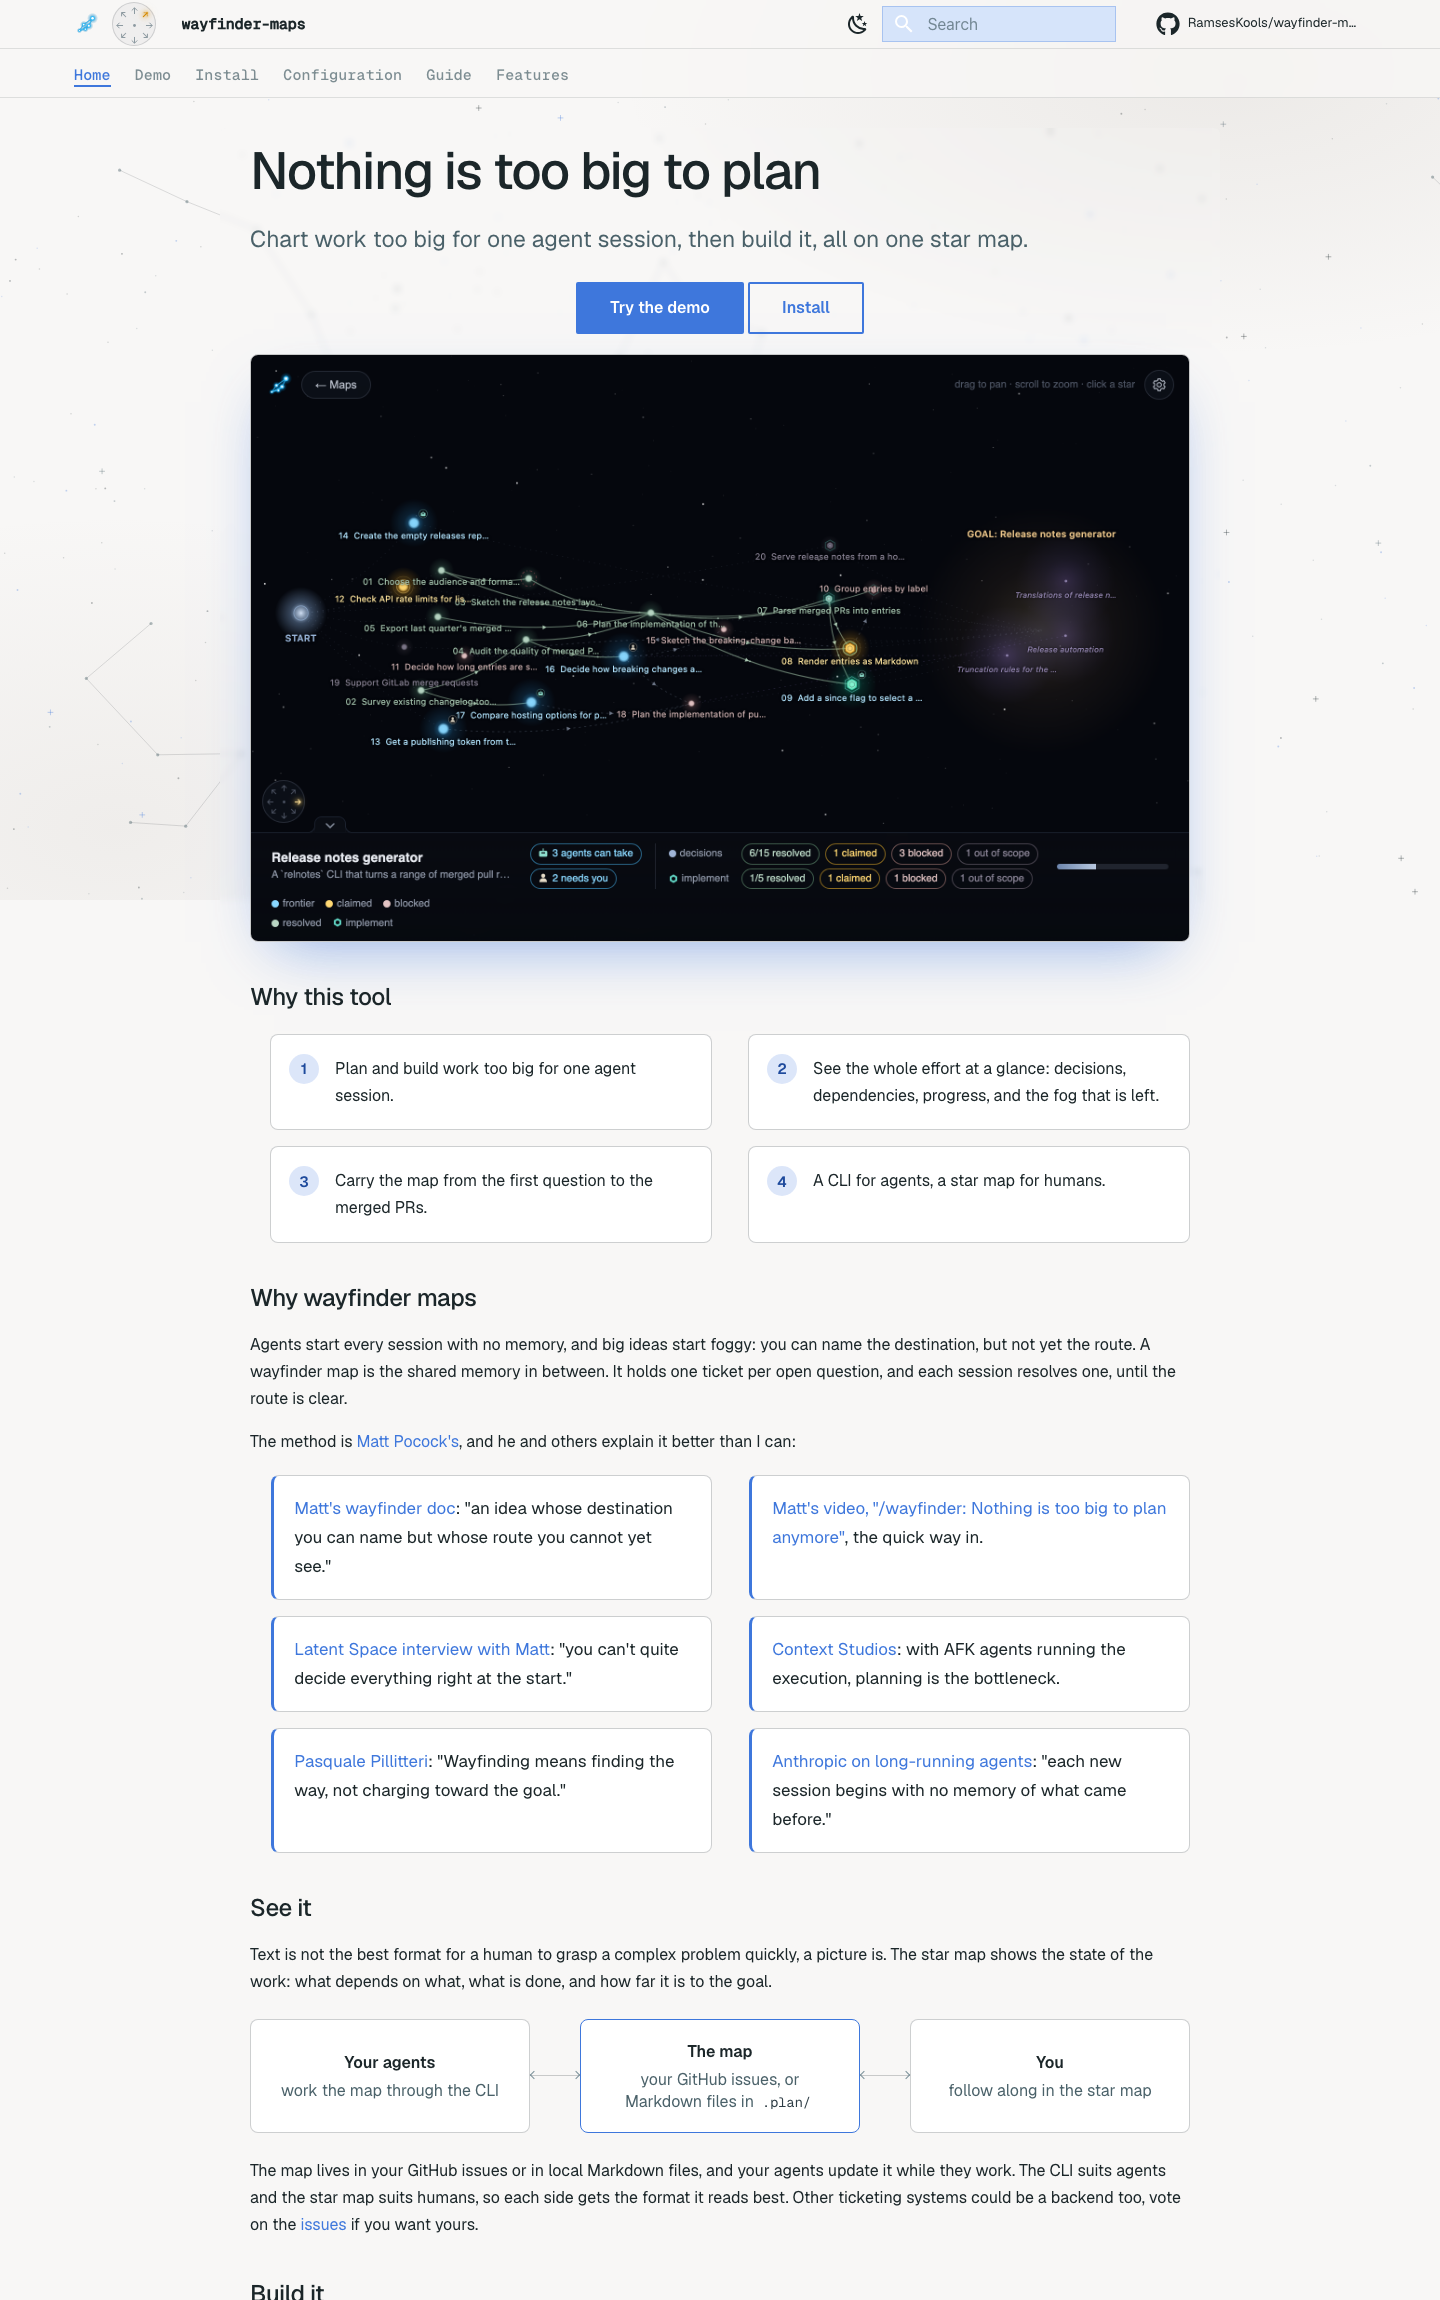 wayfinder-maps
Search
RamsesKools/wayfinder-m...
Home Demo Install Configuration Guide Features
Nothing is too big to plan
Chart work too big for one agent session, then build it, all on one star map.
Try the demo
Install
← Maps
drag to pan · scroll to zoom · click a star
14 Create the empty releases rep...
GOAL: Release notes generator
20 Serve release notes from a ho...
01 Choose the audience and forma...
10 Group entries by label
12 Check API rate limits for lis...
03 Sketch the release notes layo...
Translations of release n...
07 Parse merged PRs into entries
05 Export last quarter's merged ...
06 Plan the implementation of th...
START
15 Sketch the breaking change ba...
04 Audit the quality of merged P...
Release automation
08 Render entries as Markdown
11 Decide how long entries are s...
16 Decide how breaking changes a...
Truncation rules for the ...
19 Support GitLab merge requests
09 Add a since flag to select a ...
02 Survey existing changelog too...
17 Compare hosting options for p...
18 Plan the implementation of pu...
13 Get a publishing token from t...
Release notes generator
A `relnotes` CLI that turns a range of merged pull r...
3 agents can take
2 needs you
decisions
6/15 resolved
1 claimed
3 blocked
1 out of scope
implement
1/5 resolved
1 claimed
1 blocked
1 out of scope
frontier claimed blocked
resolved implement
Why this tool
1
Plan and build work too big for one agent
session.
2
See the whole effort at a glance: decisions,
dependencies, progress, and the fog that is left.
3
Carry the map from the first question to the
merged PRs.
4
A CLI for agents, a star map for humans.
Why wayfinder maps
Agents start every session with no memory, and big ideas start foggy: you can name the destination, but not yet the route. A
wayfinder map is the shared memory in between. It holds one ticket per open question, and each session resolves one, until the
route is clear.
The method is Matt Pocock's, and he and others explain it better than I can:
Matt's wayfinder doc: "an idea whose destination
you can name but whose route you cannot yet
see."
Matt's video, "/wayfinder: Nothing is too big to plan
anymore", the quick way in.
Latent Space interview with Matt: "you can't quite
decide everything right at the start."
Context Studios: with AFK agents running the
execution, planning is the bottleneck.
Pasquale Pillitteri: "Wayfinding means finding the
way, not charging toward the goal."
Anthropic on long-running agents: "each new
session begins with no memory of what came
before."
See it
Text is not the best format for a human to grasp a complex problem quickly, a picture is. The star map shows the state of the
work: what depends on what, what is done, and how far it is to the goal.
Your agents
work the map through the CLI
The map
your GitHub issues, or
Markdown files in .plan/
You
follow along in the star map
The map lives in your GitHub issues or in local Markdown files, and your agents update it while they work. The CLI suits agents
and the star map suits humans, so each side gets the format it reads best. Other ticketing systems could be a backend too, vote
on the issues if you want yours.
Build it